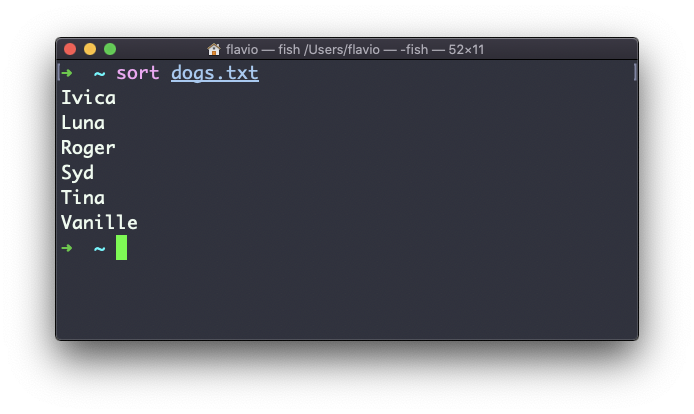 flavio — fish /Users/flavio — -fish — 52×11
[➜ ~ sort dogs.txt ]
Ivica
Luna
Roger
Syd
Tina
Vanille
➜ ~